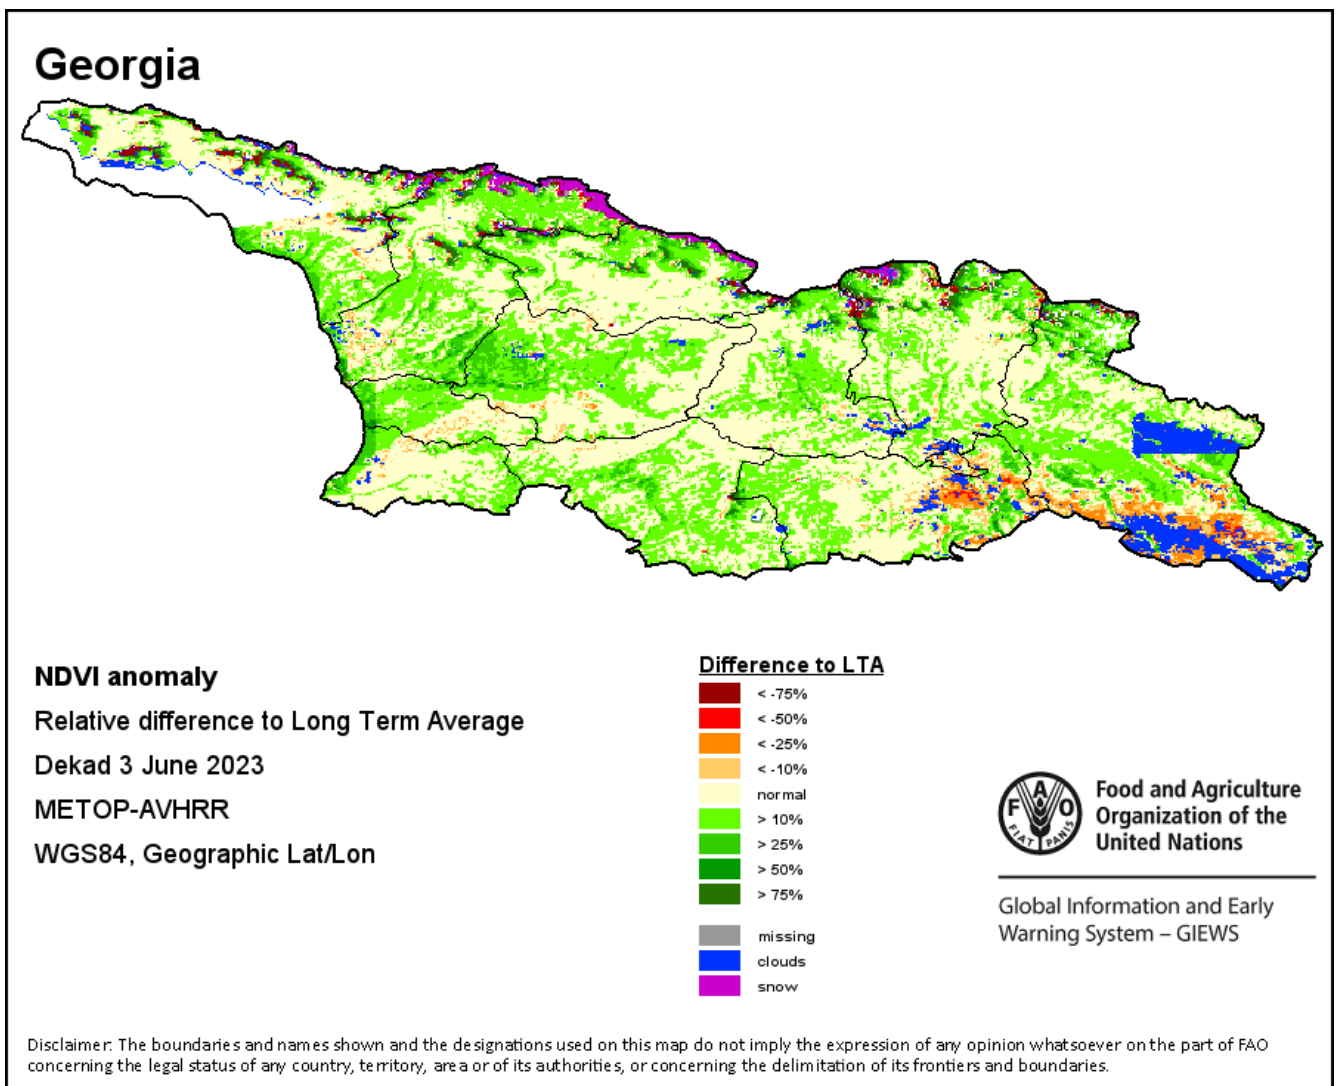 Georgia
NDVI anomaly
Relative difference to Long Term Average
Dekad 3 June 2023
METOP-AVHRR
WGS84, Geographic Lat/Lon
Difference to LTA
< -75%
< -50%
< -25%
< -10%
normal
> 10%
> 25%
> 50%
> 75%
missing
clouds
snow
F A O
FIAT PANIS
Food and Agriculture
Organization of the
United Nations
Global Information and Early
Warning System – GIEWS
Disclaimer: The boundaries and names shown and the designations used on this map do not imply the expression of any opinion whatsoever on the part of FAO
concerning the legal status of any country, territory, area or of its authorities, or concerning the delimitation of its frontiers and boundaries.